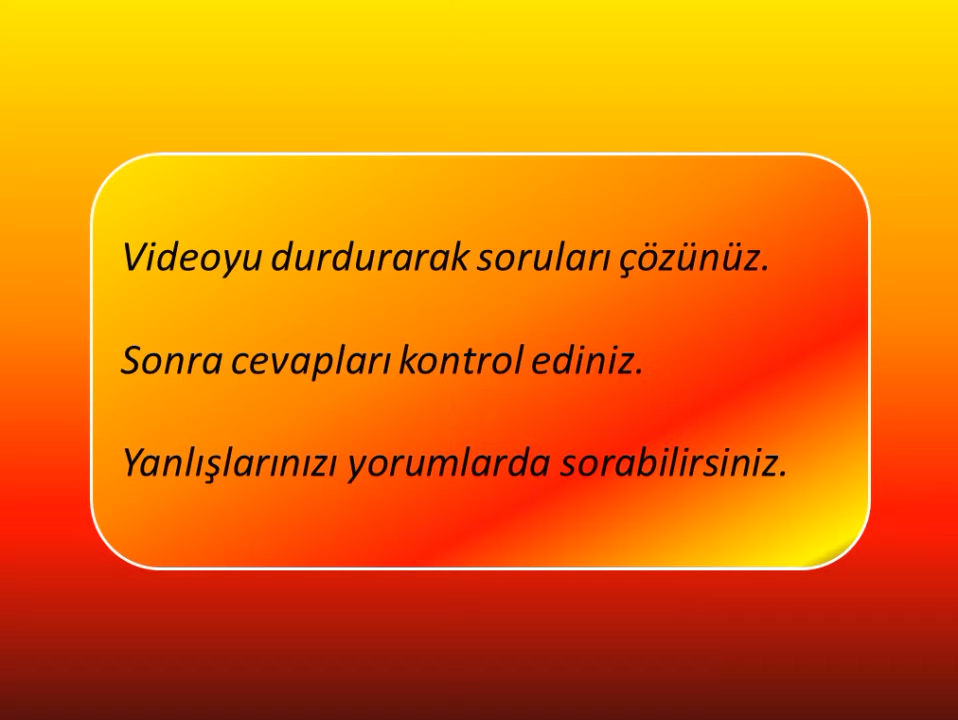 Videoyu durdurarak soruları çözünüz.
Sonra cevapları kontrol ediniz.
Yanlışlarınızı yorumlarda sorabilirsiniz.